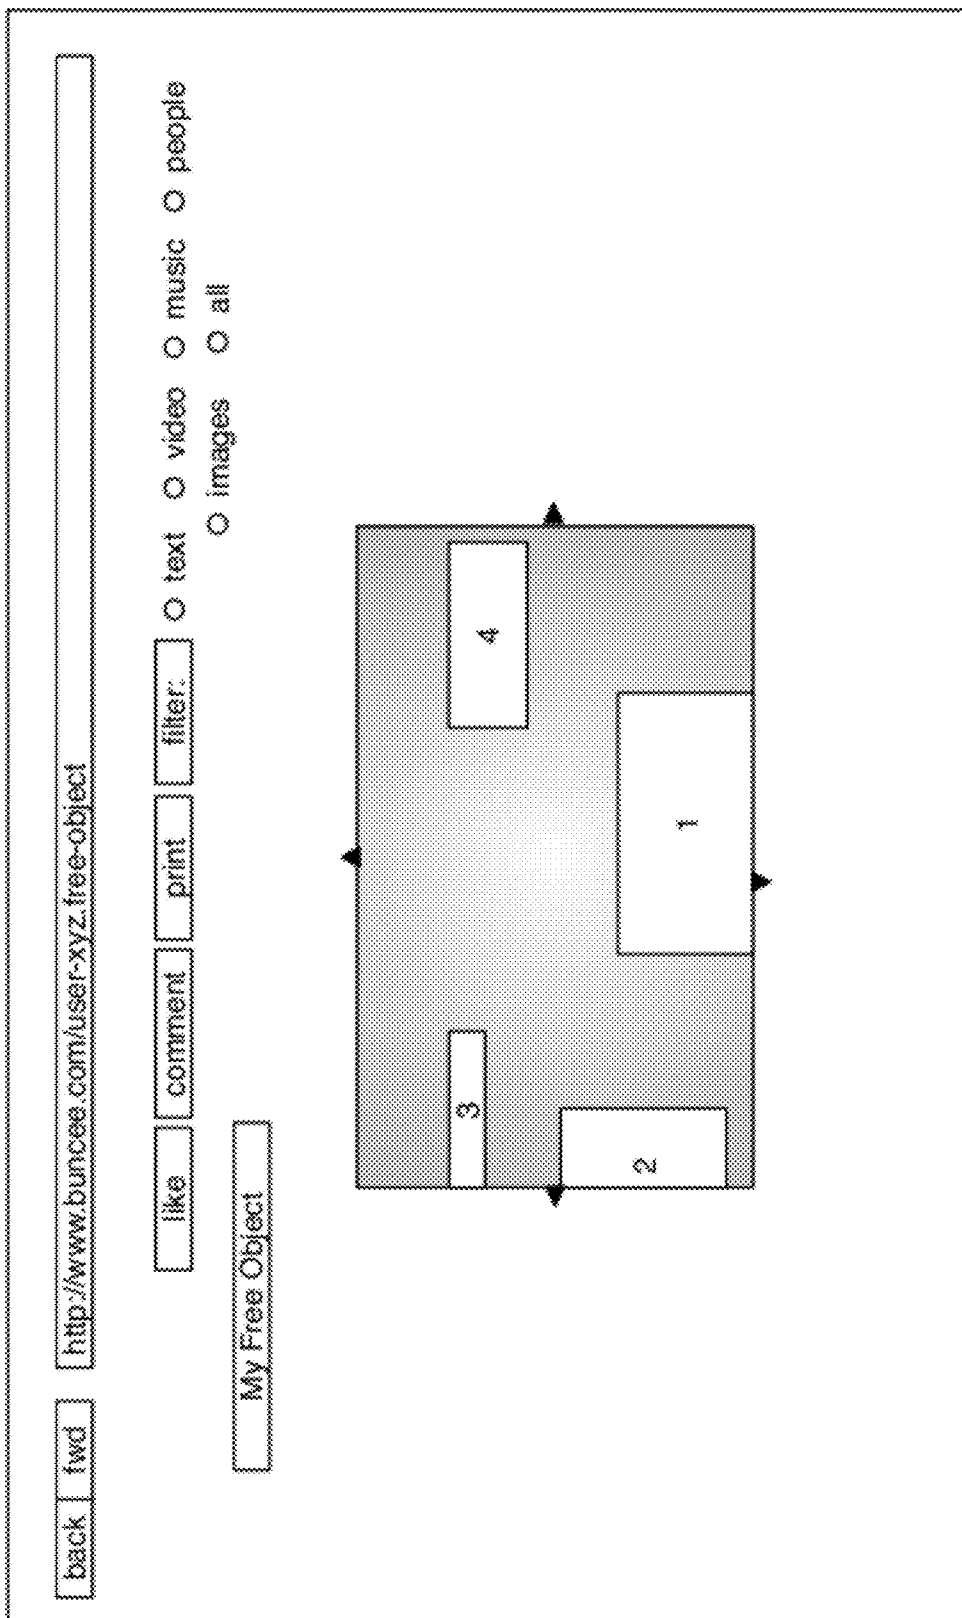 back fwd http://www.buncee.com/user-xyz.free-object
like comment print filter: O text O video O music O people
O images O all
My Free Object
3 4
2 1